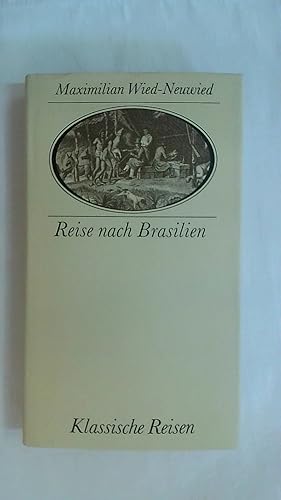 Maximilian Wied-Neuwied
Reise nach Brasilien
Klassische Reisen